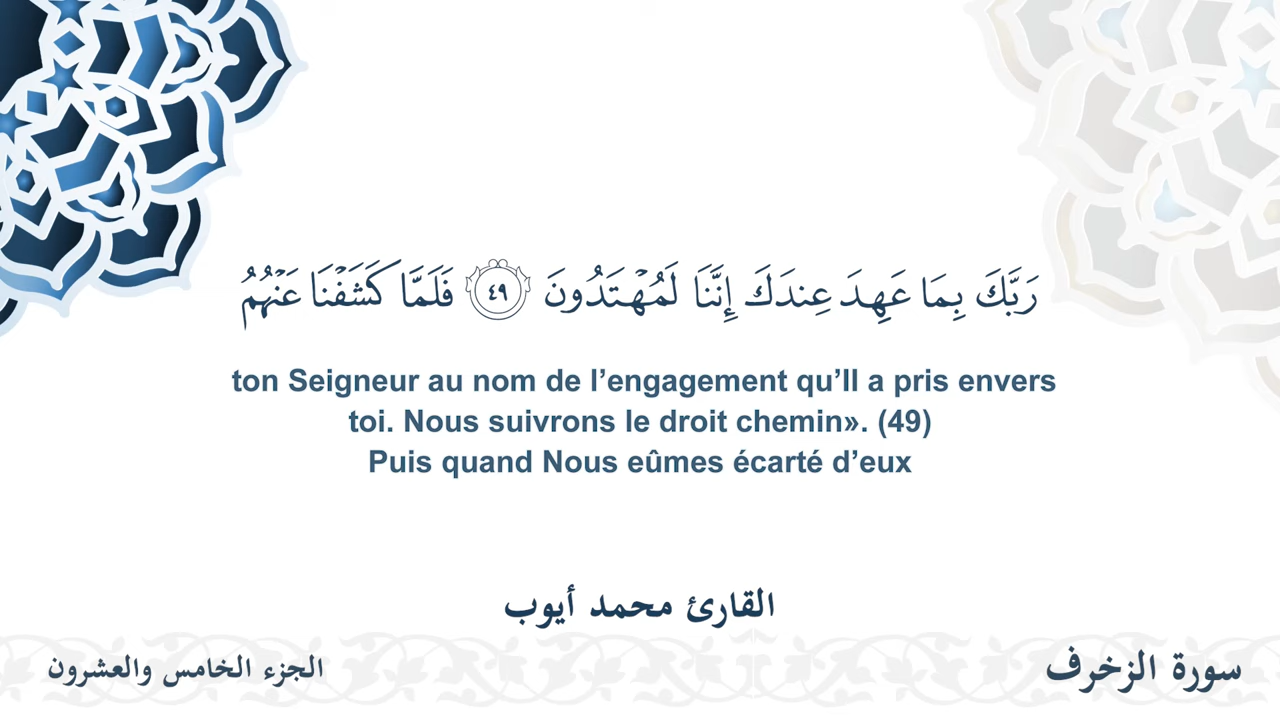 رَبَّكَ بِمَا عَهِدَ عِندَكَ إِنَّنَا لَمُهْتَدُونَ ٤٩ فَلَمَّا كَشَفْنَا عَنْهُمُ
ton Seigneur au nom de l’engagement qu’Il a pris envers
toi. Nous suivrons le droit chemin». (49)
Puis quand Nous eûmes écarté d’eux
القارئ محمد أيوب
سورة الزخرف
الجزء الخامس والعشرون